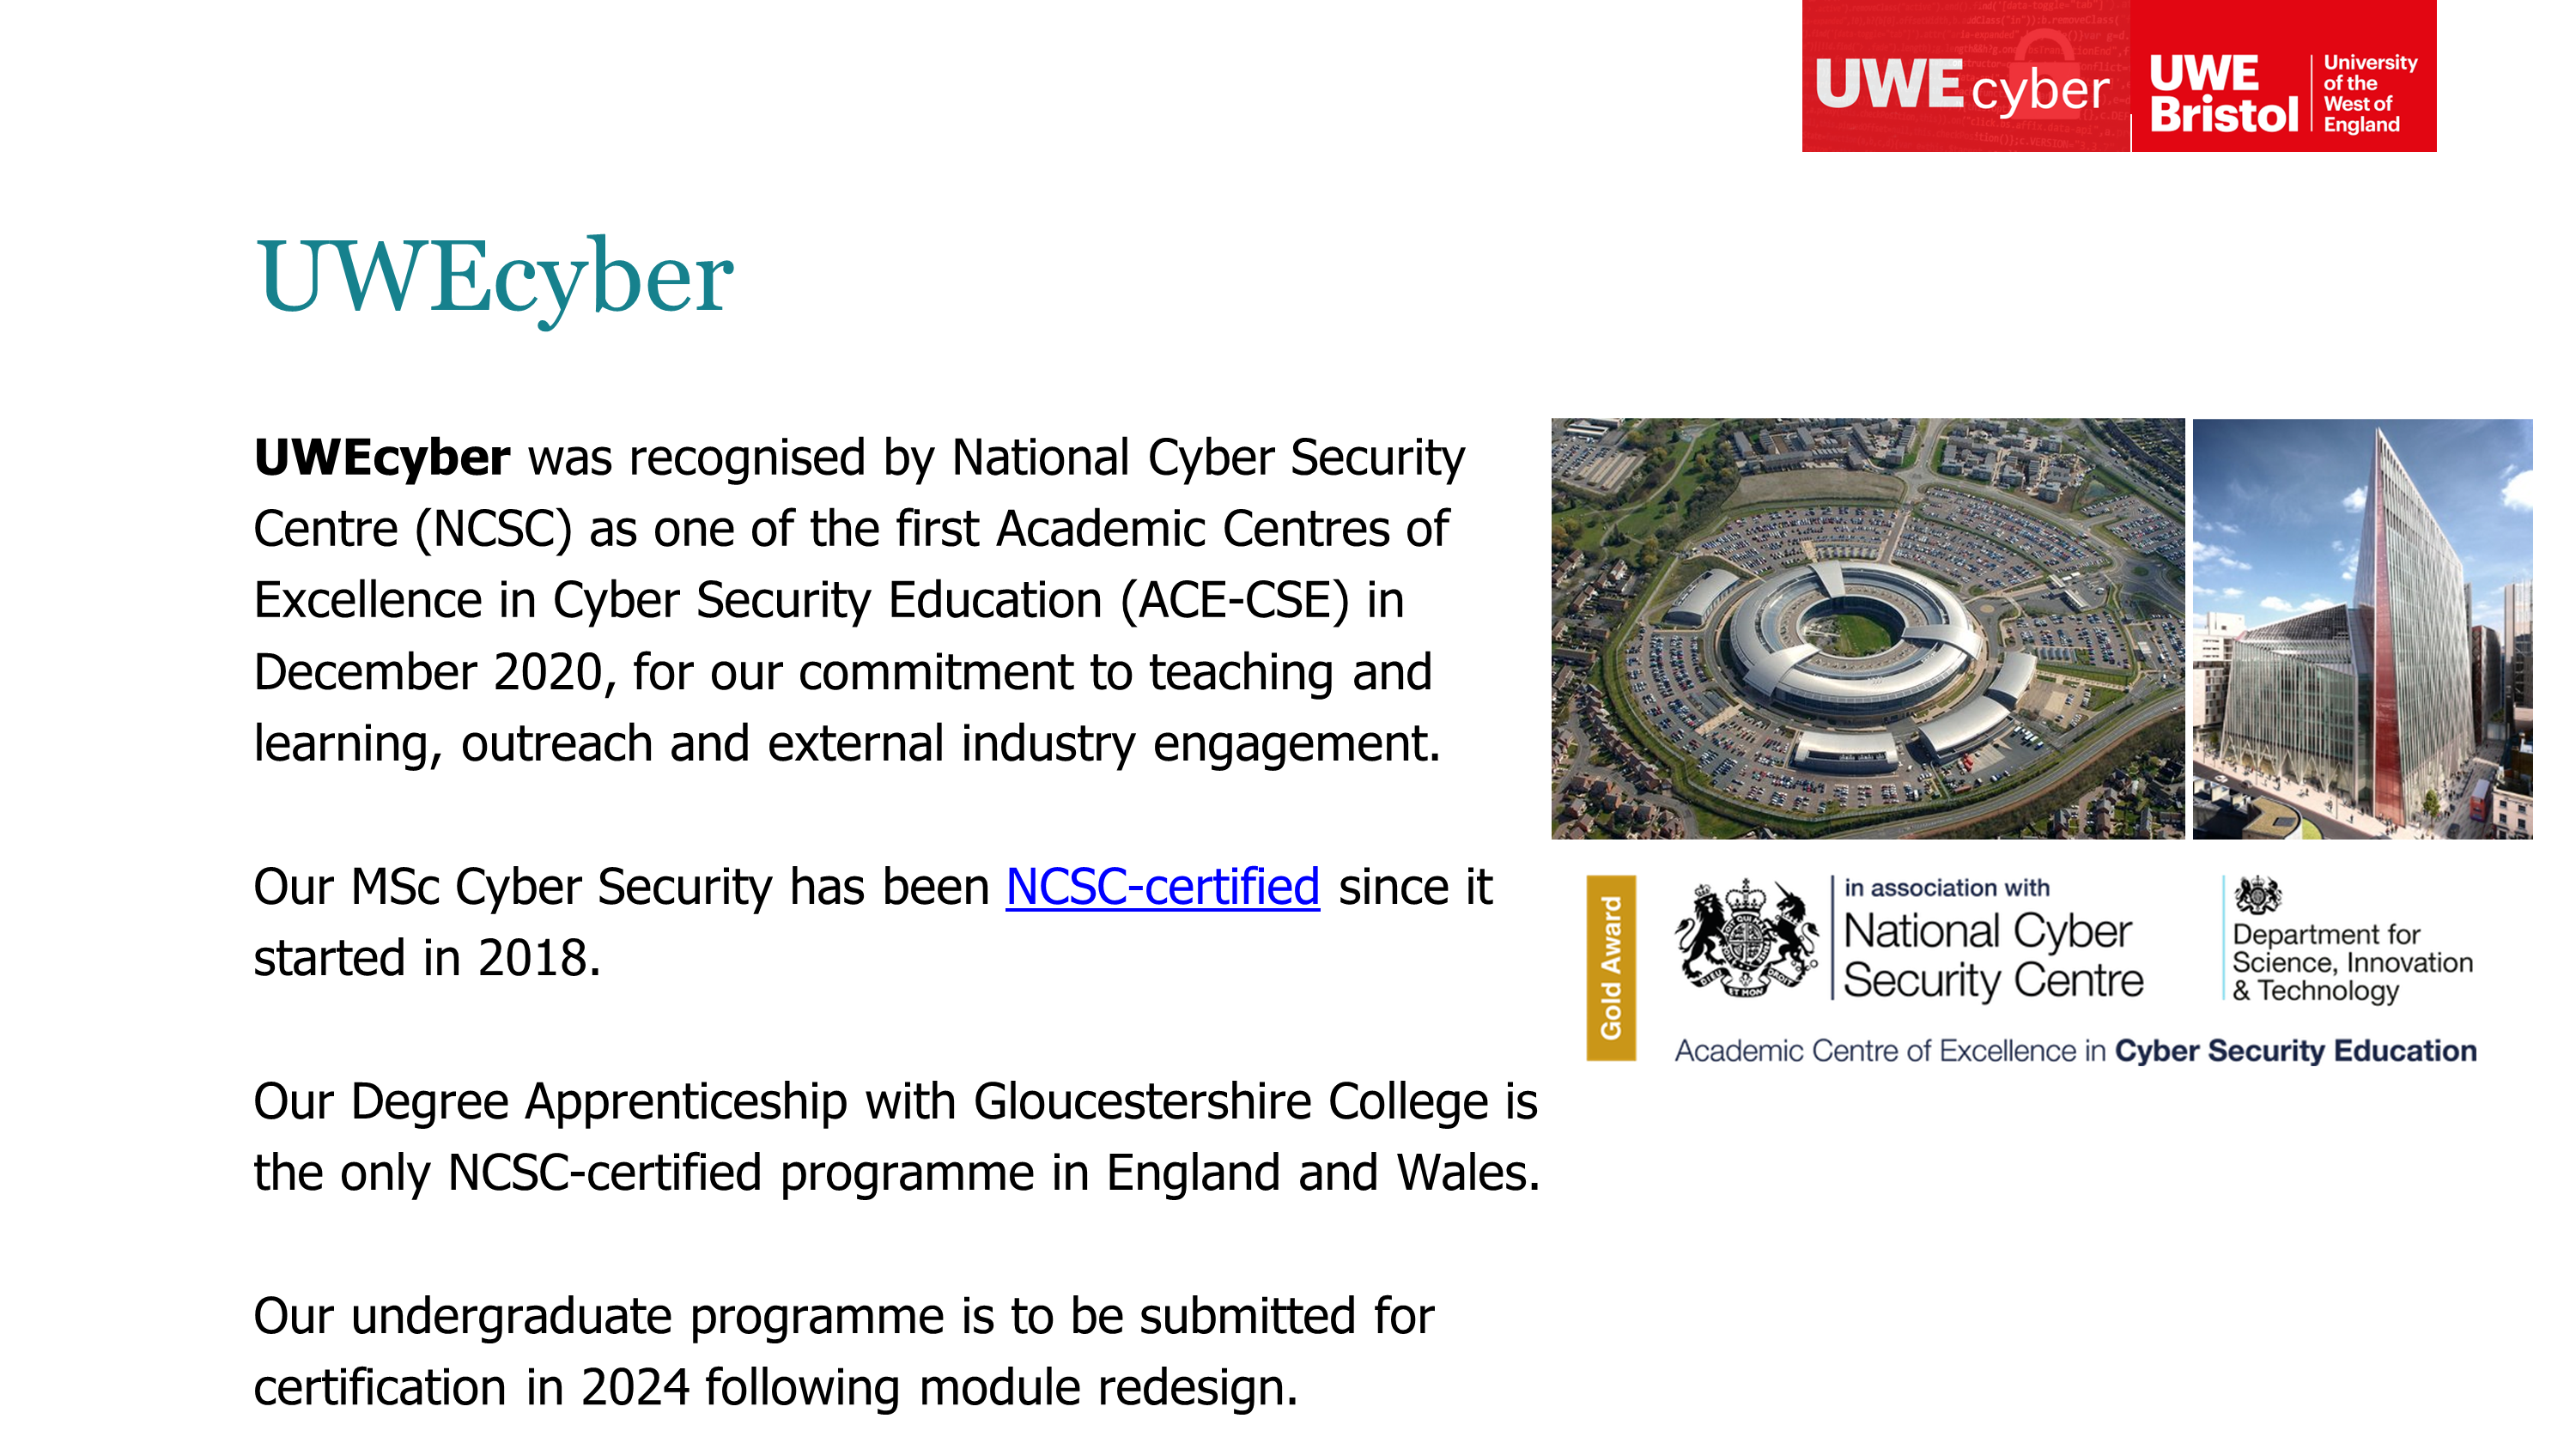 UWEcyber
UWE
Bristol
University
of the
West of
England
UWEcyber
UWEcyber was recognised by National Cyber Security
Centre (NCSC) as one of the first Academic Centres of
Excellence in Cyber Security Education (ACE-CSE) in
December 2020, for our commitment to teaching and
learning, outreach and external industry engagement.
Our MSc Cyber Security has been NCSC-certified since it
started in 2018.
Our Degree Apprenticeship with Gloucestershire College is
the only NCSC-certified programme in England and Wales.
Our undergraduate programme is to be submitted for
certification in 2024 following module redesign.
Gold Award
in association with
National Cyber
Security Centre
Department for
Science, Innovation
& Technology
Academic Centre of Excellence in Cyber Security Education